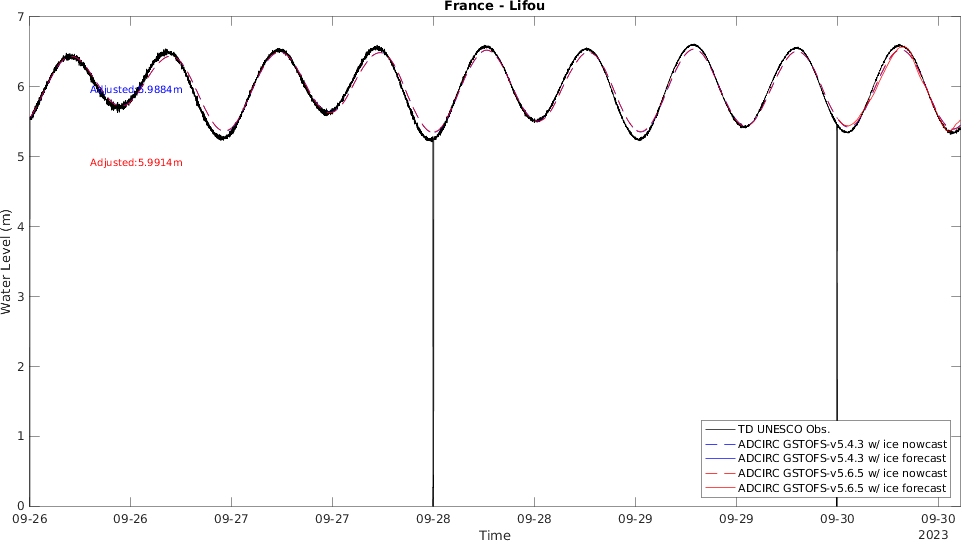 France - Lifou
7
6
5
4
3
2
1
0
Water Level (m)
Adjusted:5.9884m
Adjusted:5.9914m
TD UNESCO Obs.
ADCIRC GSTOFS-v5.4.3 w/ ice nowcast
ADCIRC GSTOFS-v5.4.3 w/ ice forecast
ADCIRC GSTOFS-v5.6.5 w/ ice nowcast
ADCIRC GSTOFS-v5.6.5 w/ ice forecast
09-26 09-26 09-27 09-27 09-28 09-28 09-29 09-29 09-30 09-30
Time
2023